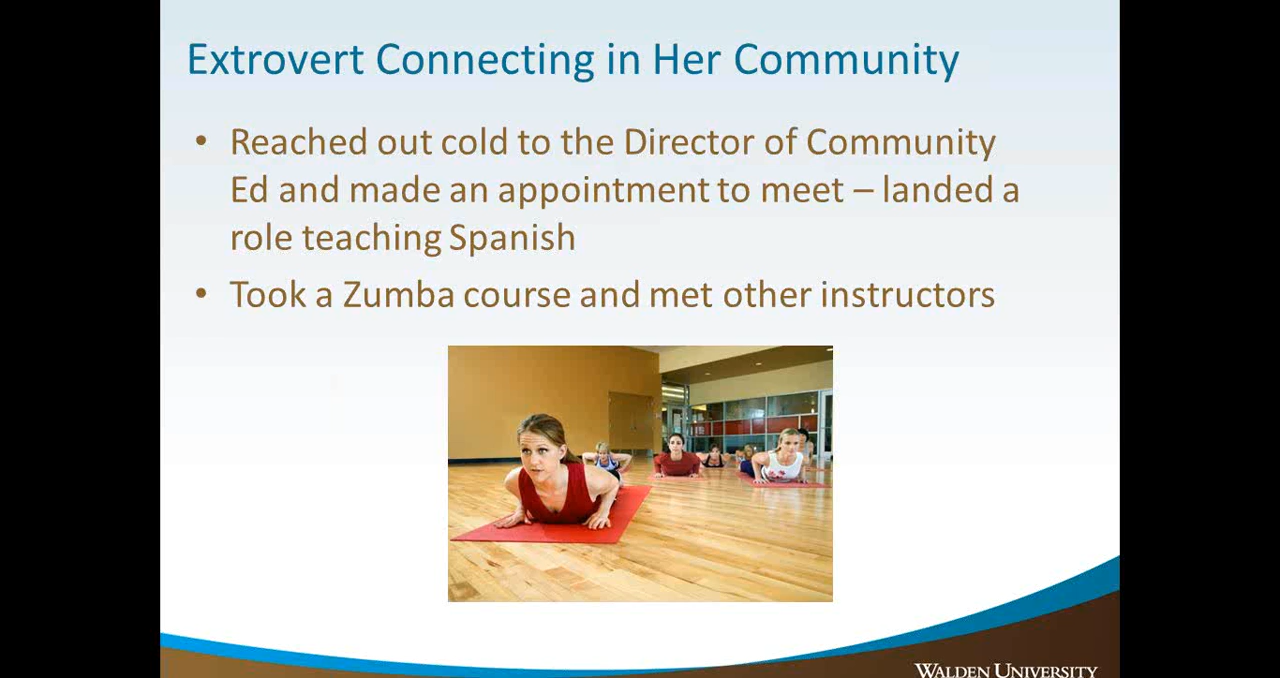 Extrovert Connecting in Her Community
• Reached out cold to the Director of Community
Ed and made an appointment to meet – landed a
role teaching Spanish
• Took a Zumba course and met other instructors
WALDEN UNIVERSITY